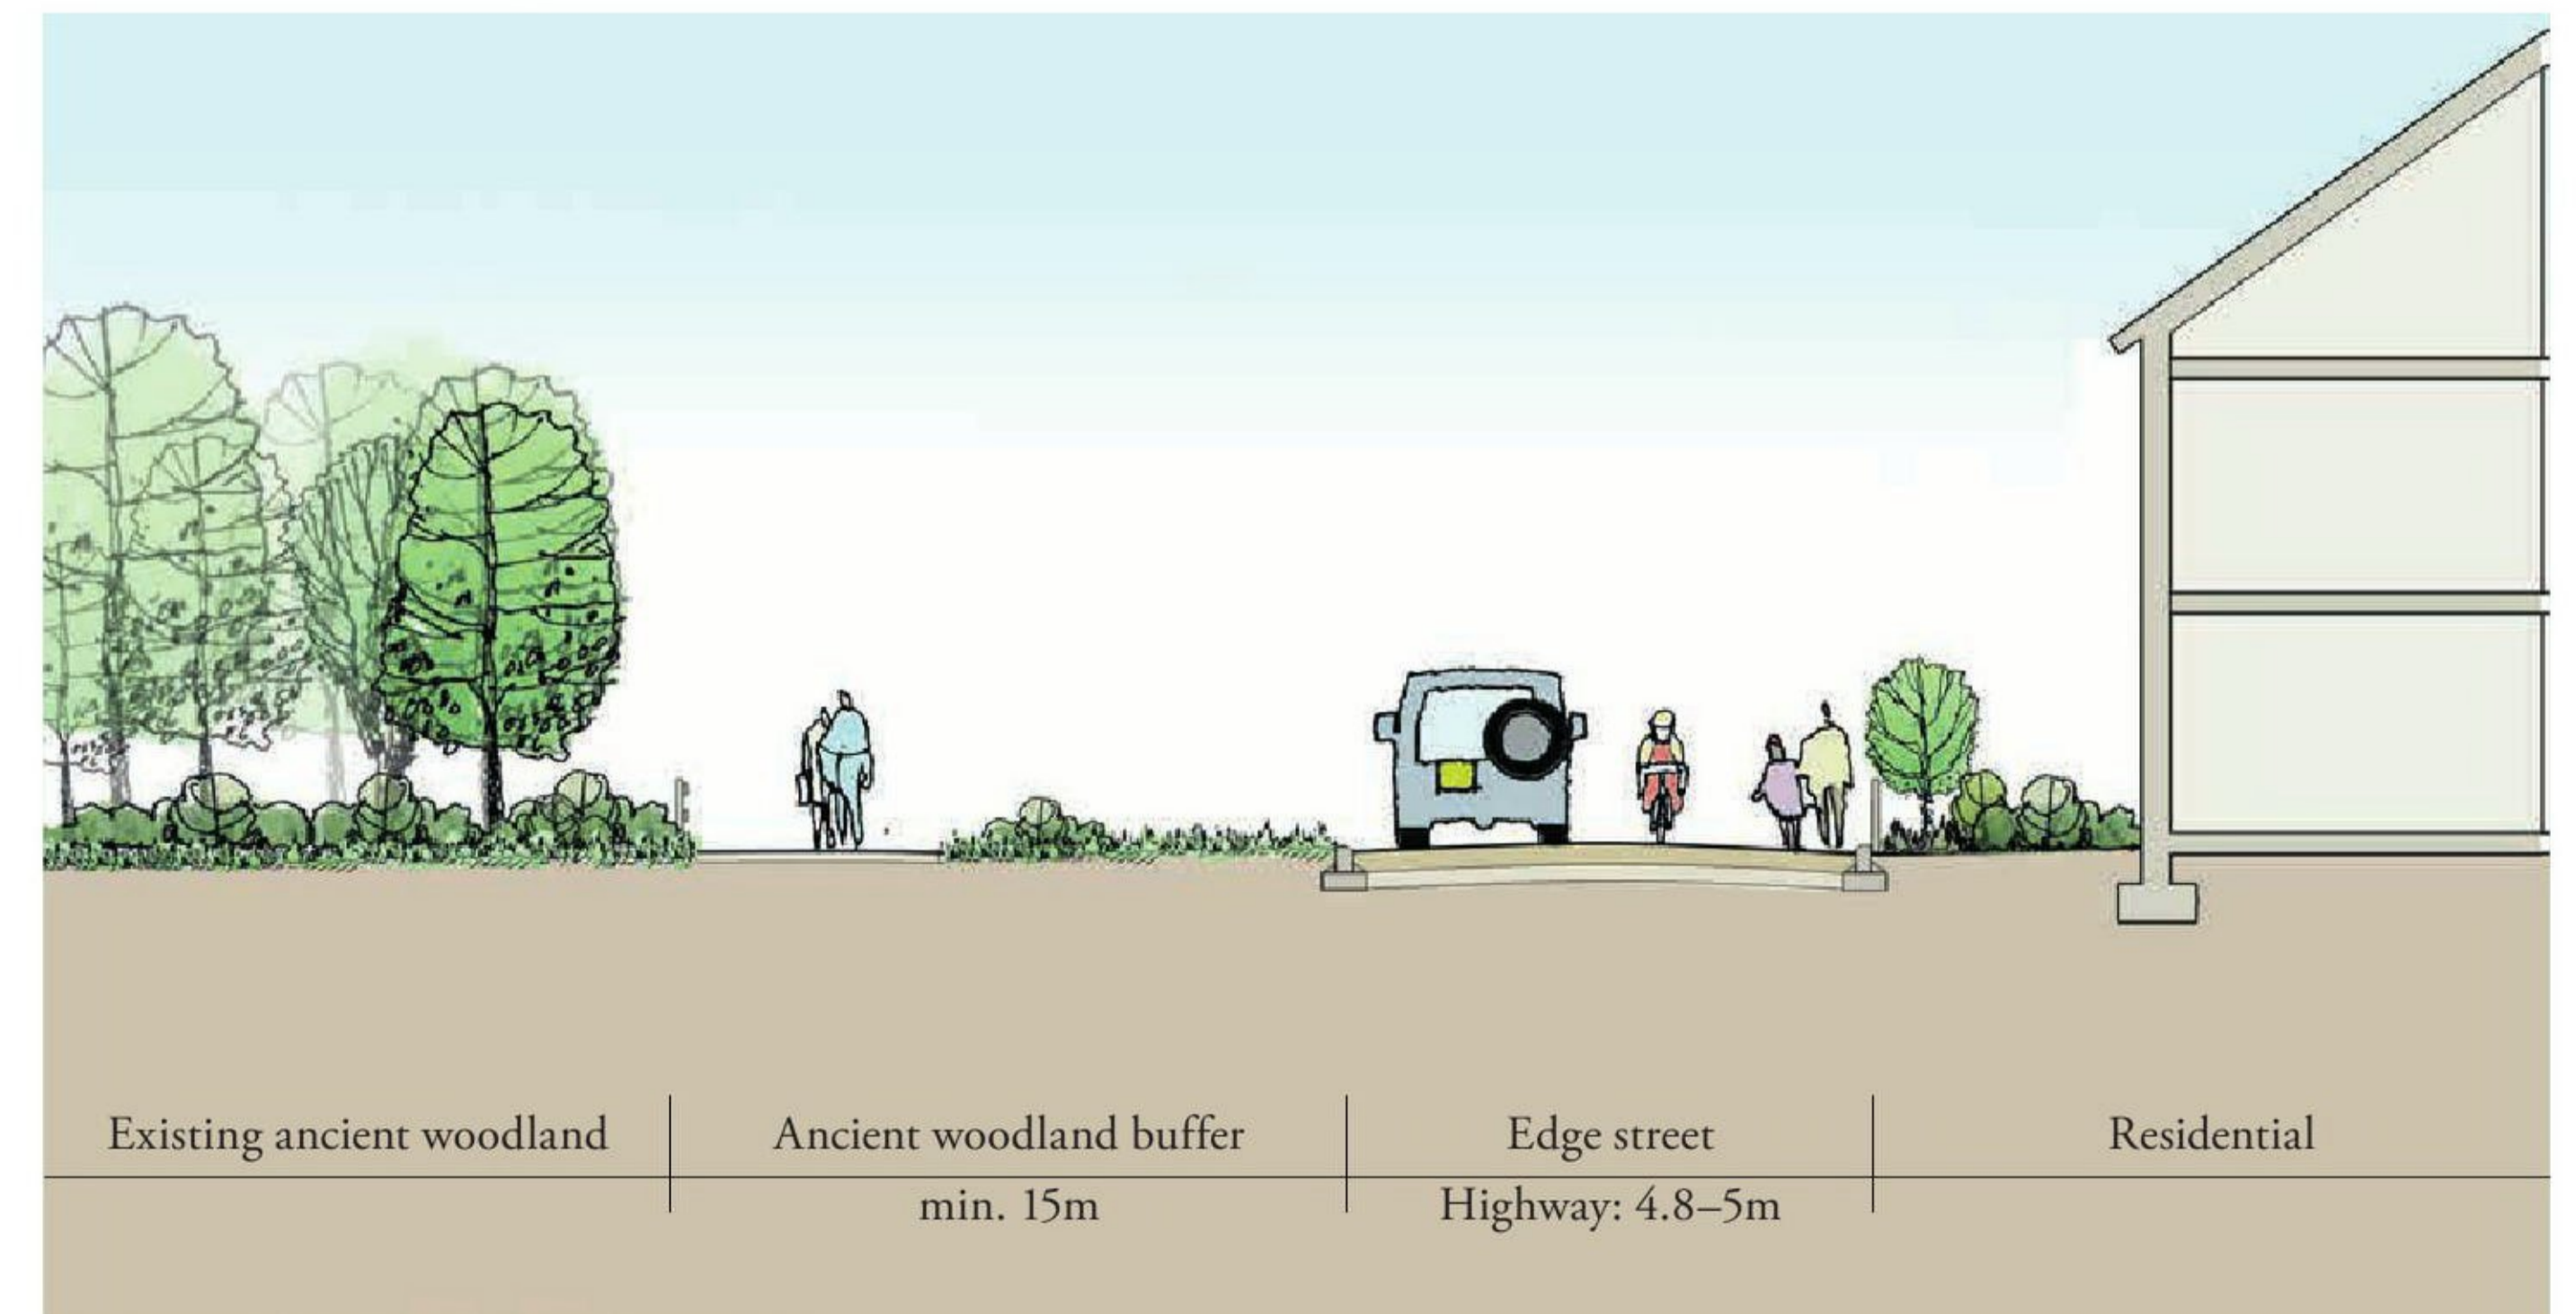 Existing ancient woodland
Ancient woodland buffer
Edge street
Residential
min. 15m
Highway: 4.8–5m